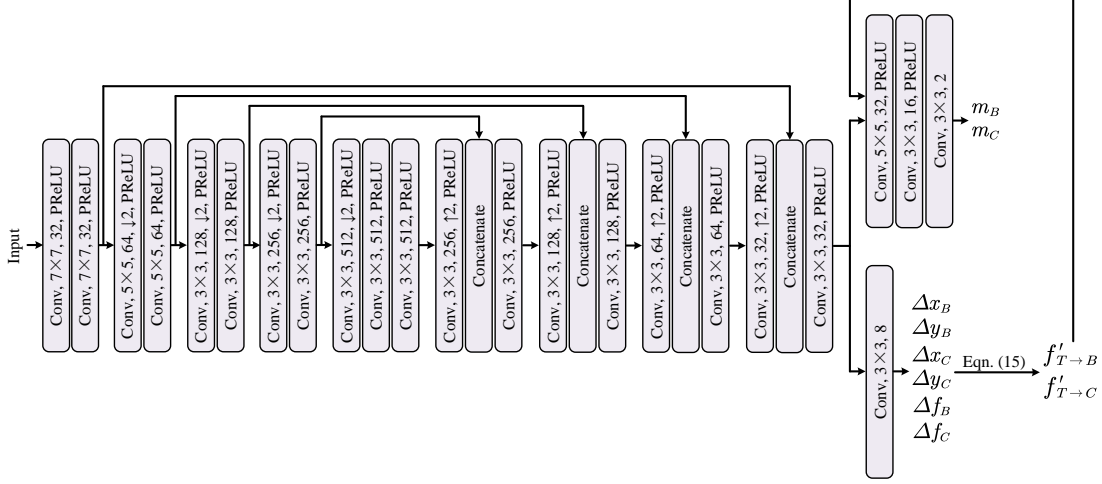 Input
Conv, 7×7, 32, PReLU
Conv, 7×7, 32, PReLU
Conv, 5×5, 64, ↓2, PReLU
Conv, 5×5, 64, PReLU
Conv, 3×3, 128, ↓2, PReLU
Conv, 3×3, 128, PReLU
Conv, 3×3, 256, ↓2, PReLU
Conv, 3×3, 256, PReLU
Conv, 3×3, 512, ↓2, PReLU
Conv, 3×3, 512, PReLU
Conv, 3×3, 512, PReLU
Conv, 3×3, 256, ↑2, PReLU
Concatenate
Conv, 3×3, 256, PReLU
Conv, 3×3, 128, ↑2, PReLU
Concatenate
Conv, 3×3, 128, PReLU
Conv, 3×3, 64, ↑2, PReLU
Concatenate
Conv, 3×3, 64, PReLU
Conv, 3×3, 32, ↑2, PReLU
Concatenate
Conv, 3×3, 32, PReLU
Conv, 5×5, 32, PReLU
Conv, 3×3, 16, PReLU
Conv, 3×3, 2
m_B
m_C
Conv, 3×3, 8
Δx_B
Δy_B
Δx_C
Δy_C
Δf_B
Δf_C
Eqn. (15)
f′_{T→B}
f′_{T→C}